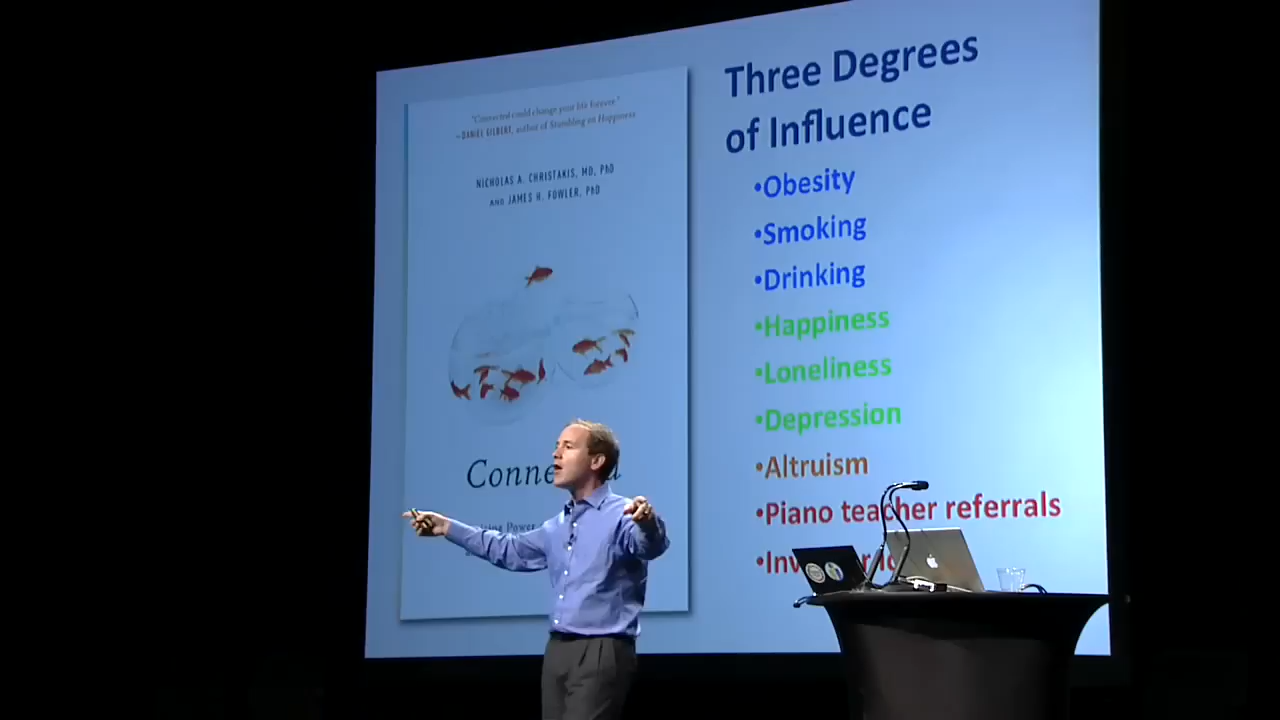 "Connected could change your life forever."
—DANIEL GILBERT, author of Stumbling on Happiness
NICHOLAS A. CHRISTAKIS, MD, PhD
AND JAMES H. FOWLER, PhD
Power
Three Degrees
of Influence
•Obesity
•Smoking
•Drinking
•Happiness
•Loneliness
•Depression
•Altruism
•Piano teacher referrals